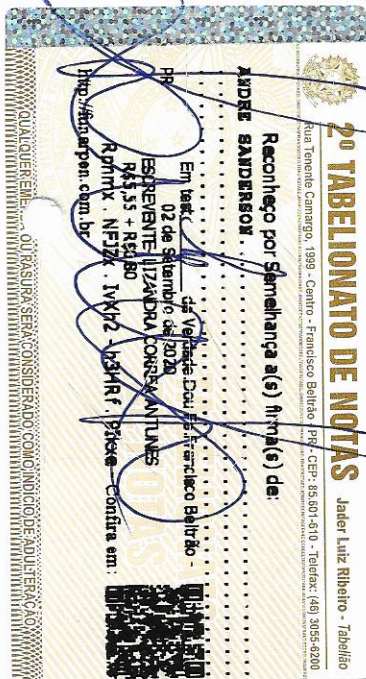 2º TABELIONATO DE NOTAS Jader Luiz Ribeiro - Tabelião
Rua Tenente Camargo, 1999 - Centro - Francisco Beltrão - PR - CEP: 85.601-610 - Telefax: (46) 3055-6200
Reconheço por Semelhança a(s) firma(s) de:
ANDRE SANDERSON
Em test. da Verdade Dou Fé Francisco Beltrão -
PR 02 de Setembro de 2020
ESCREVENTE LUZANDRA CORREA ANTUNES
R$5,55 + R$0,80
- Confira em:
http://funarpen.com.br
QUALQUER OU RASURA SERÁ CONSIDERADO COMO INDÍCIO DE ADULTERAÇÃO